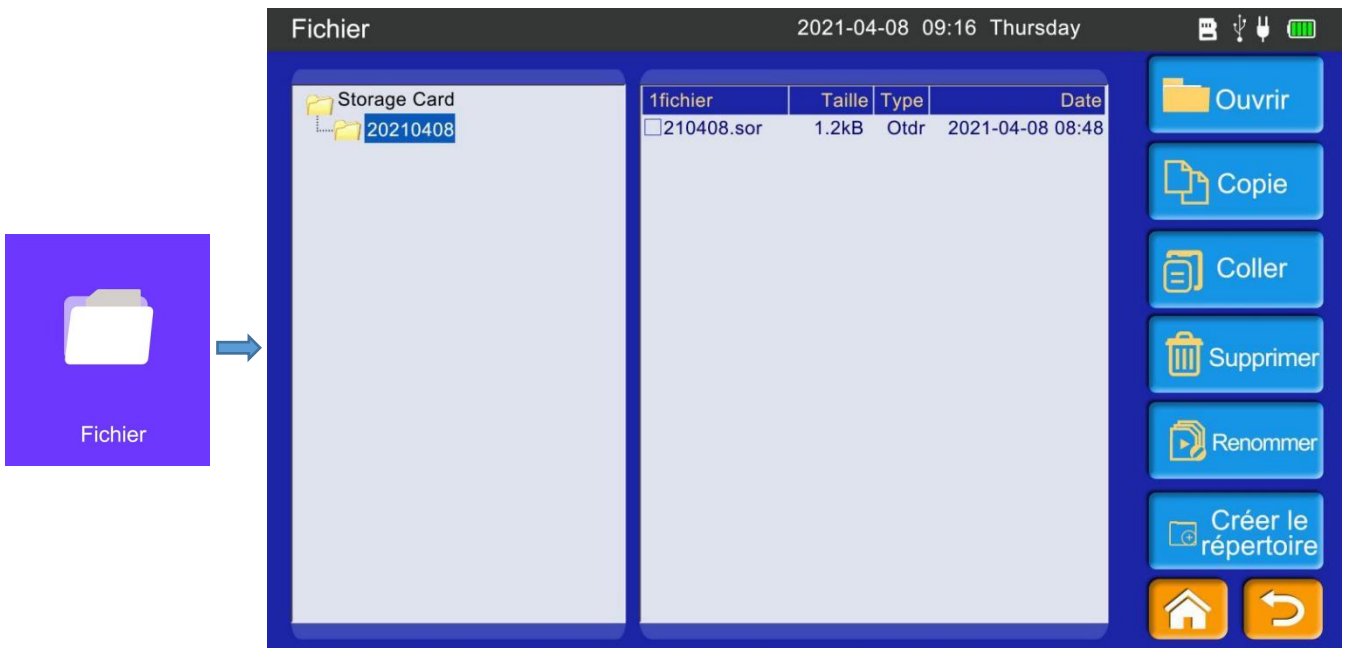 Fichier
Fichier 2021-04-08 09:16 Thursday
Storage Card
20210408
1fichier Taille Type Date
210408.sor 1.2kB Otdr 2021-04-08 08:48
Ouvrir
Copie
Coller
Supprimer
Renommer
Créer le
répertoire